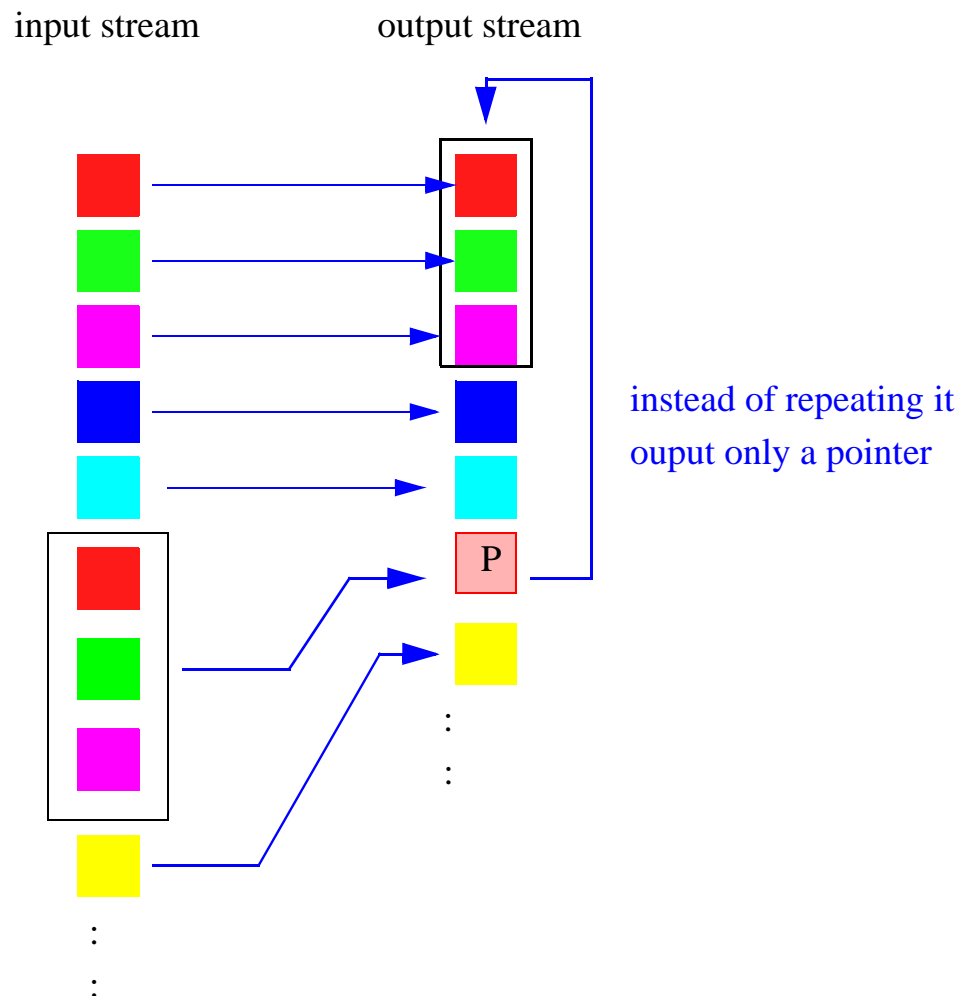 input stream
output stream
instead of repeating it
ouput only a pointer
P
:
:
:
: